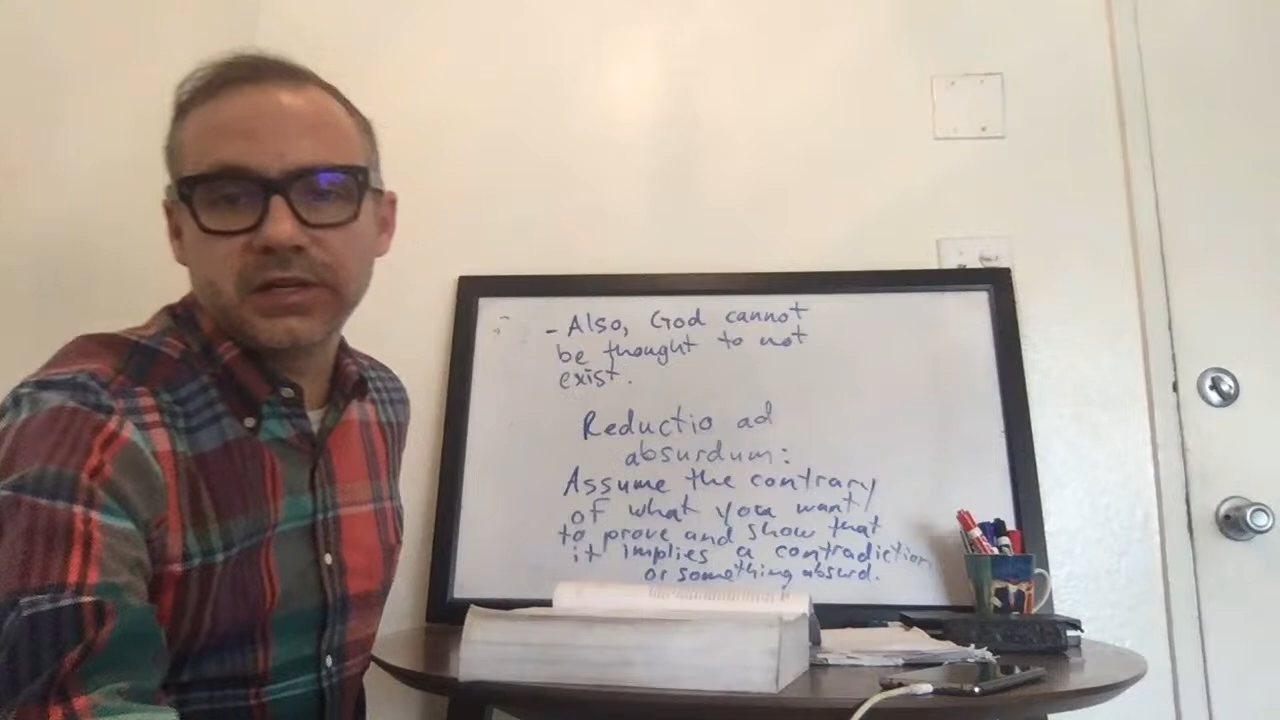 - Also, God cannot
be thought to not
exist.
Reductio ad
absurdum:
Assume the contrary
of what you want
to prove and show that
it implies a contradiction
or something absurd.